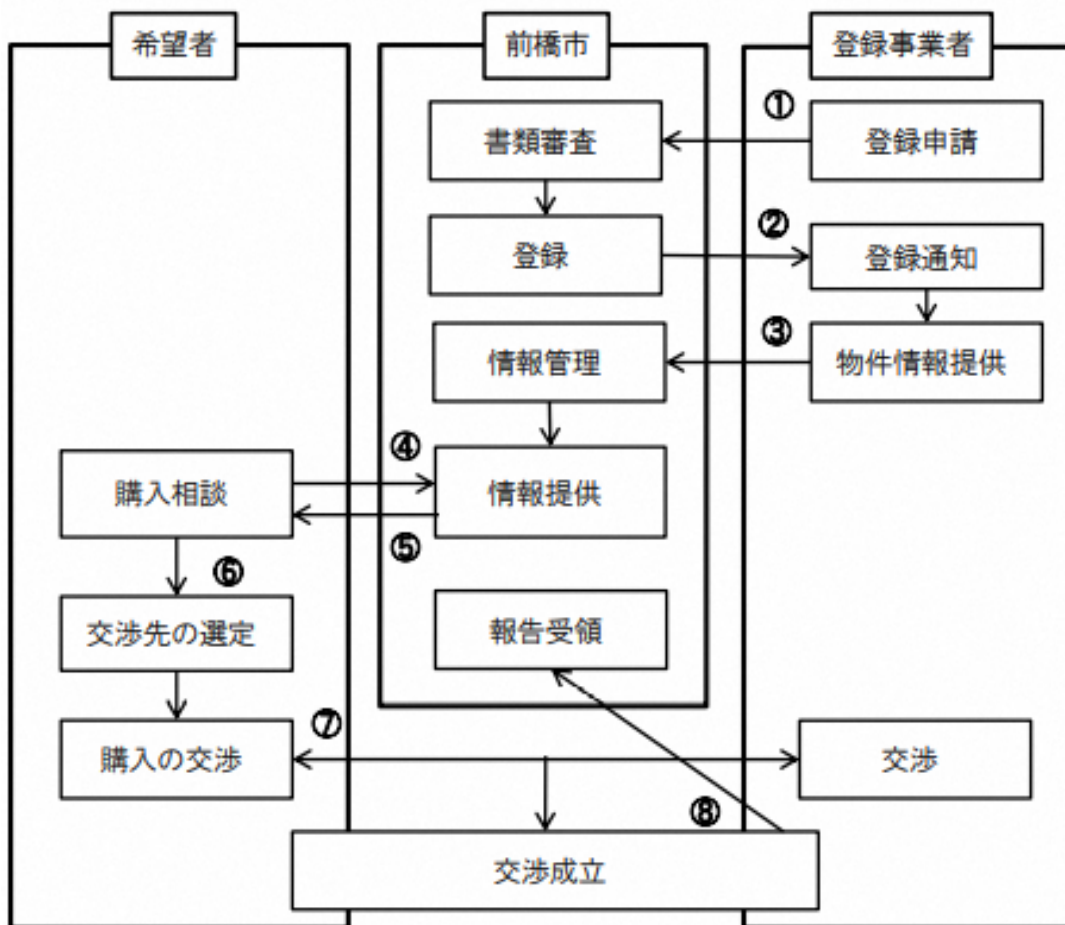 希望者
前橋市
登録事業者
①
書類審査
登録申請
②
登録
登録通知
③
情報管理
物件情報提供
④
購入相談
情報提供
⑤
⑥
交渉先の選定
報告受領
⑦
購入の交渉
交渉
⑧
交渉成立